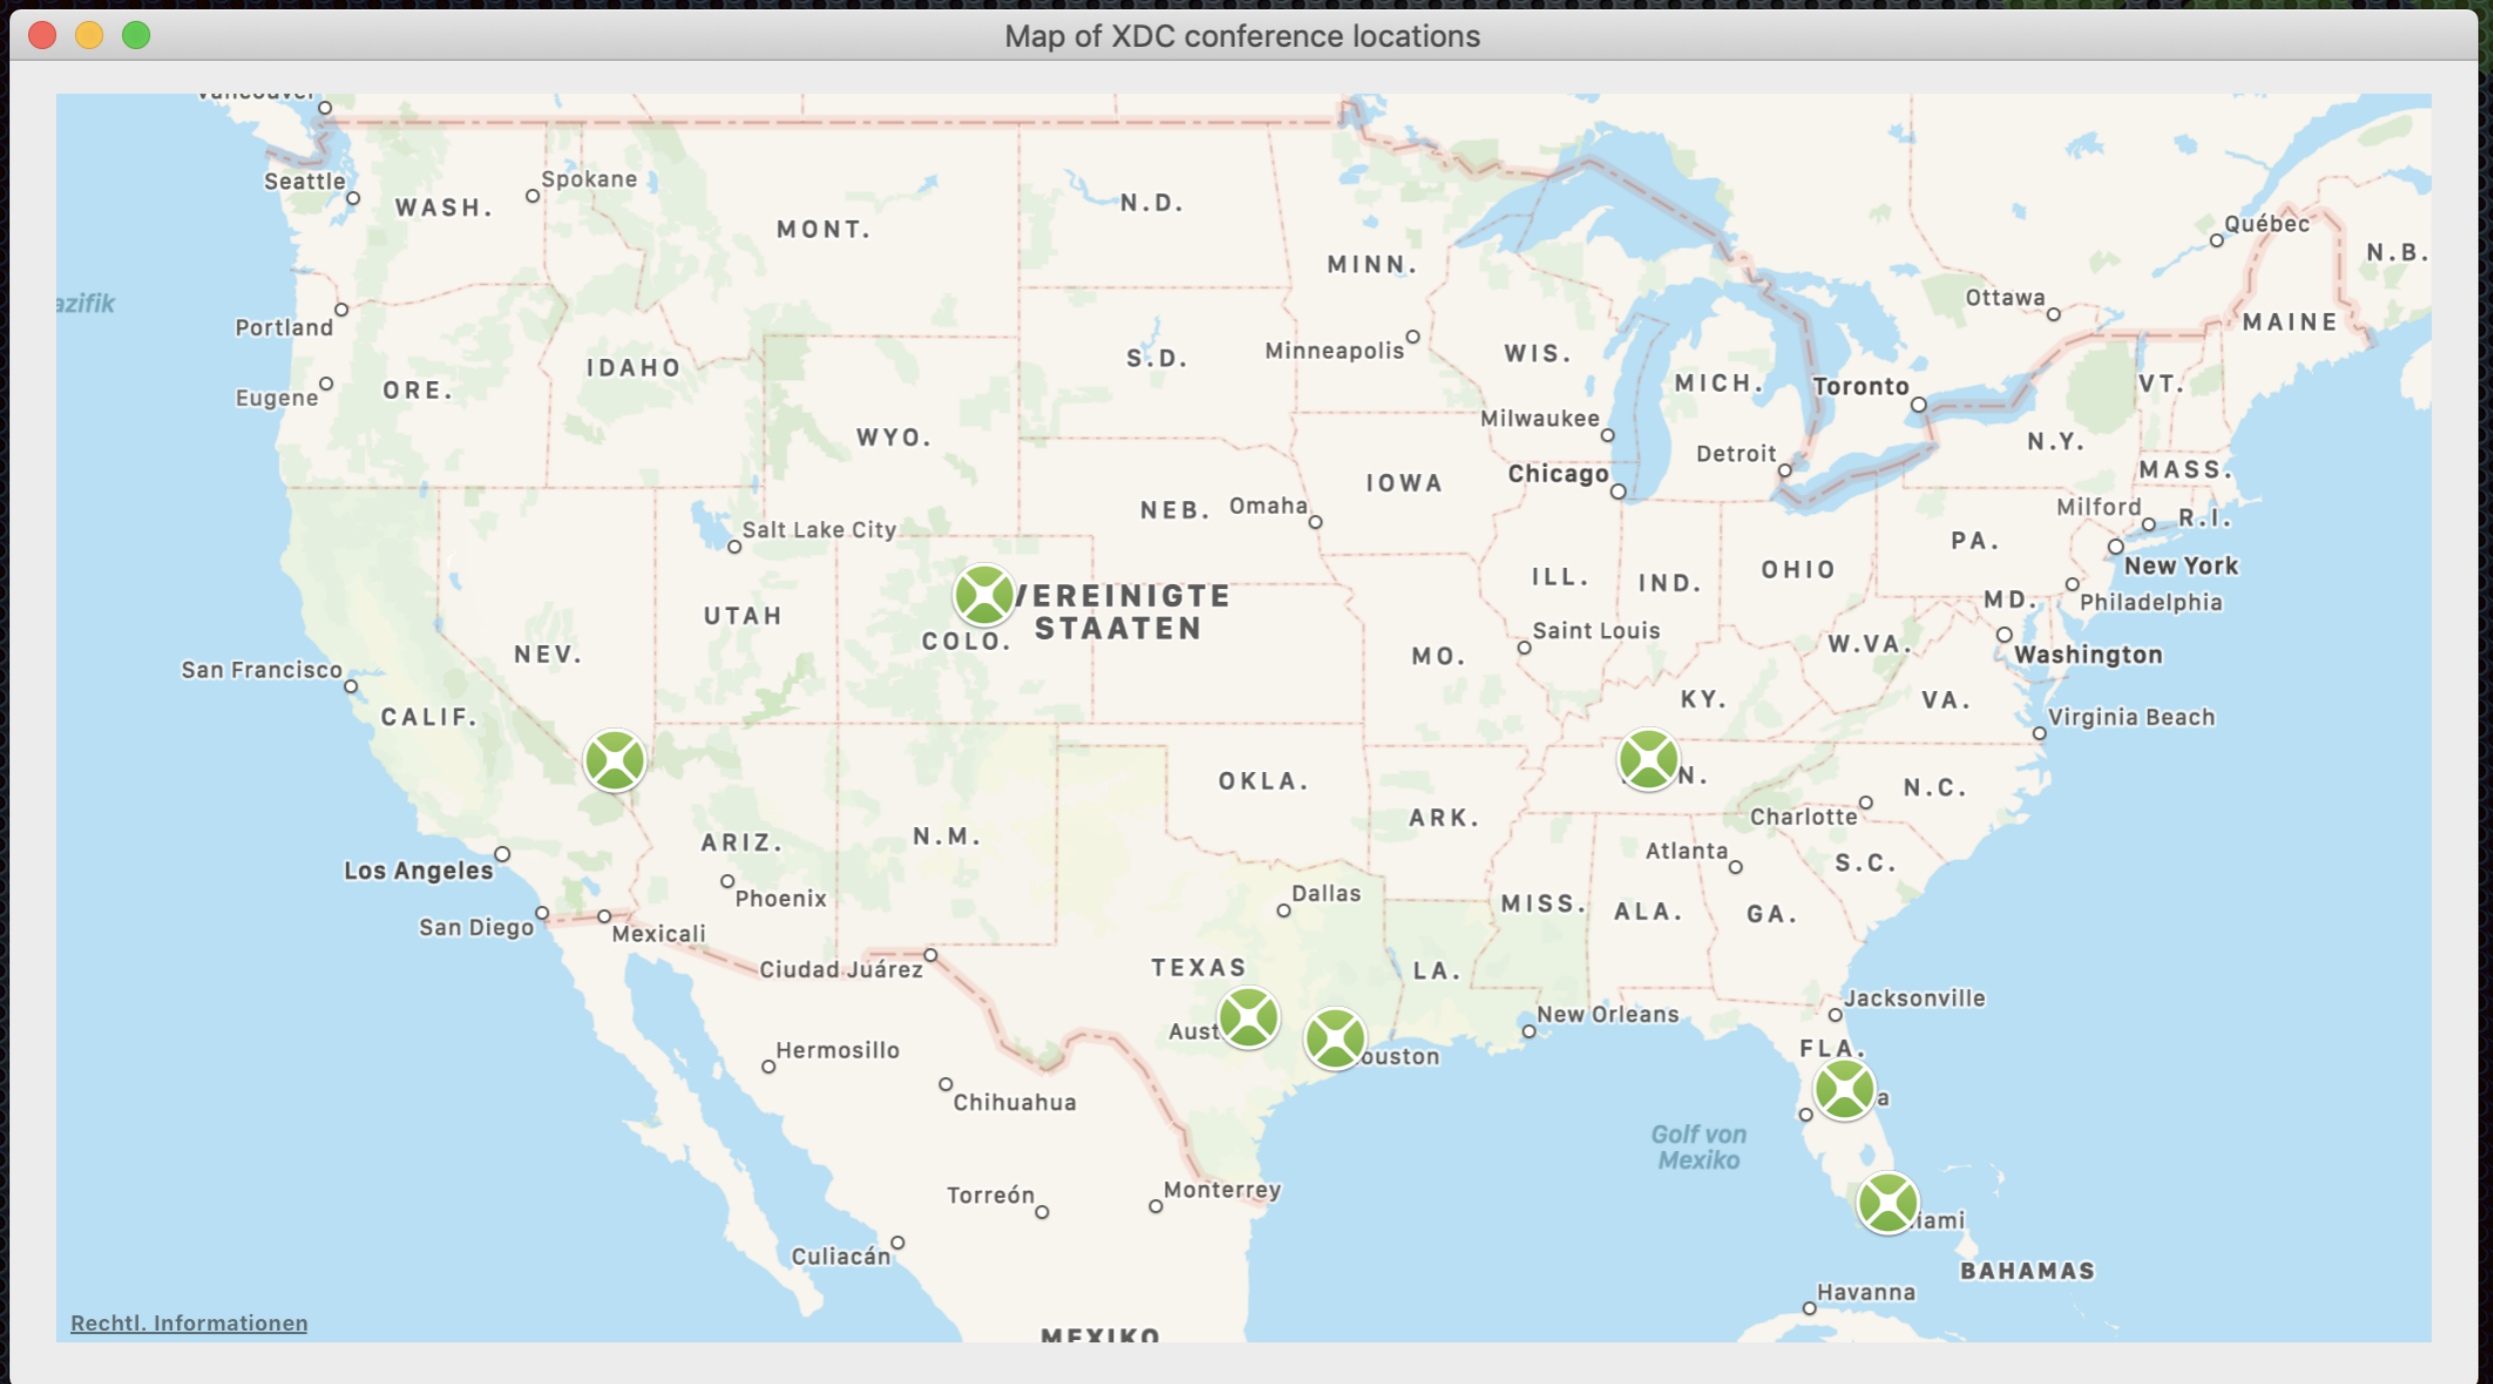 Map of XDC conference locations
Vancouver
Seattle
WASH.
Spokane
MONT.
N.D.
MINN.
Québec
N.B.
azifik
Portland
Eugene
ORE.
IDAHO
WYO.
S.D.
Minneapolis
WIS.
MICH.
Ottawa
Toronto
MAINE
VT.
Milwaukee
Detroit
Chicago
N.Y.
MASS.
Milford
R.I.
IOWA
NEB.
Omaha
Salt Lake City
PA.
New York
ILL.
IND.
OHIO
MD.
Philadelphia
VEREINIGTE
STAATEN
COLO.
UTAH
NEV.
Saint Louis
MO.
W.VA.
Washington
San Francisco
CALIF.
KY.
VA.
Virginia Beach
OKLA.
N.
N.C.
Charlotte
ARK.
ARIZ.
N.M.
Los Angeles
Phoenix
San Diego
Mexicali
Dallas
MISS.
ALA.
Atlanta
GA.
S.C.
Ciudad Juárez
TEXAS
LA.
Aust
ouston
New Orleans
Jacksonville
FLA.
a
Hermosillo
Chihuahua
Golf von
Mexiko
Torreón
Monterrey
iami
Culiacán
BAHAMAS
Havanna
Rechtl. Informationen
MEXIKO